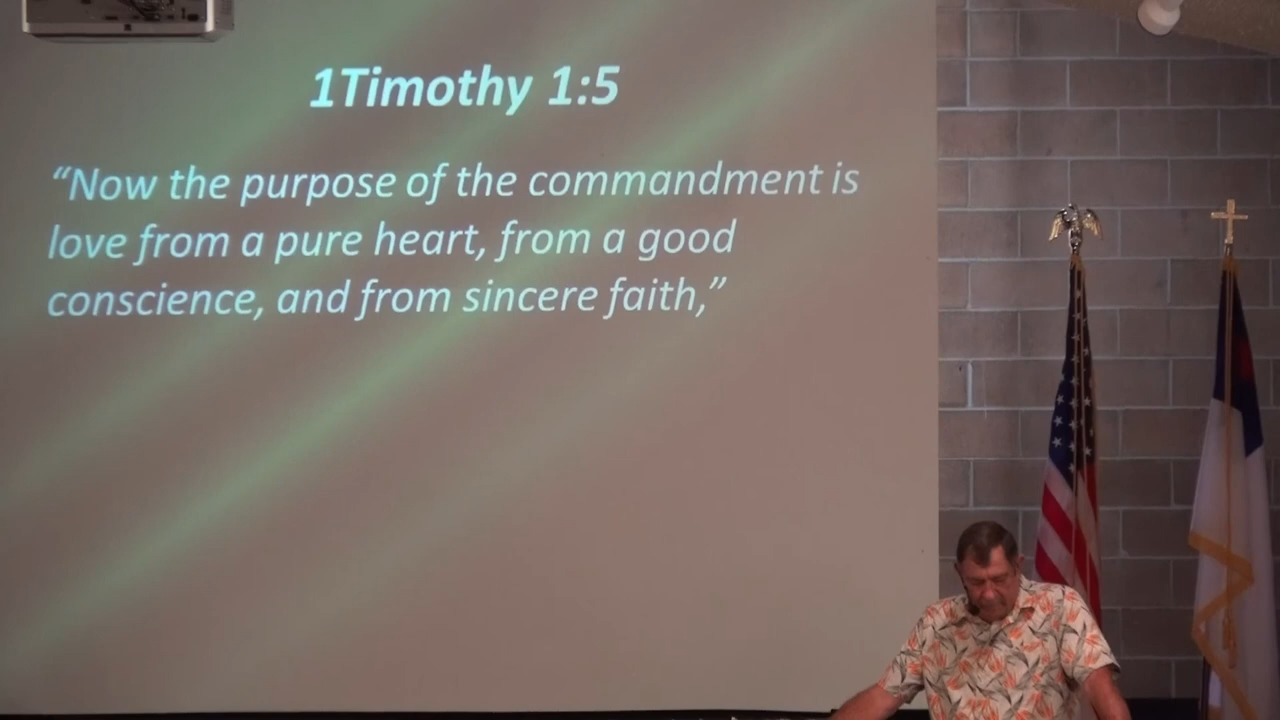 1Timothy 1:5
“Now the purpose of the commandment is
love from a pure heart, from a good
conscience, and from sincere faith,”